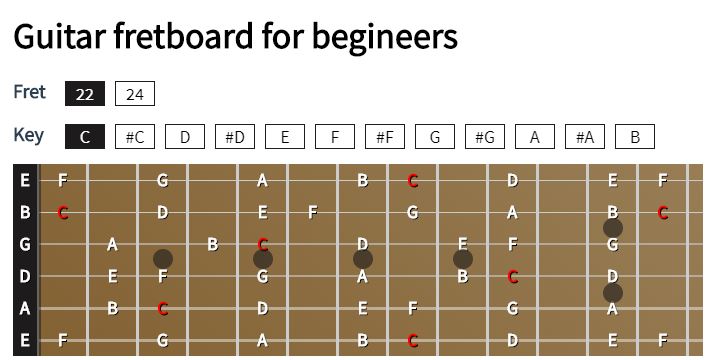 Guitar fretboard for begineers
Fret 22 24
Key C #C D #D E F #F G #G A #A B
E F G A B C D E F
B C D E F G A B C
G A B C D E F G
D E F G A B C D
A B C D E F G A
E F G A B C D E F